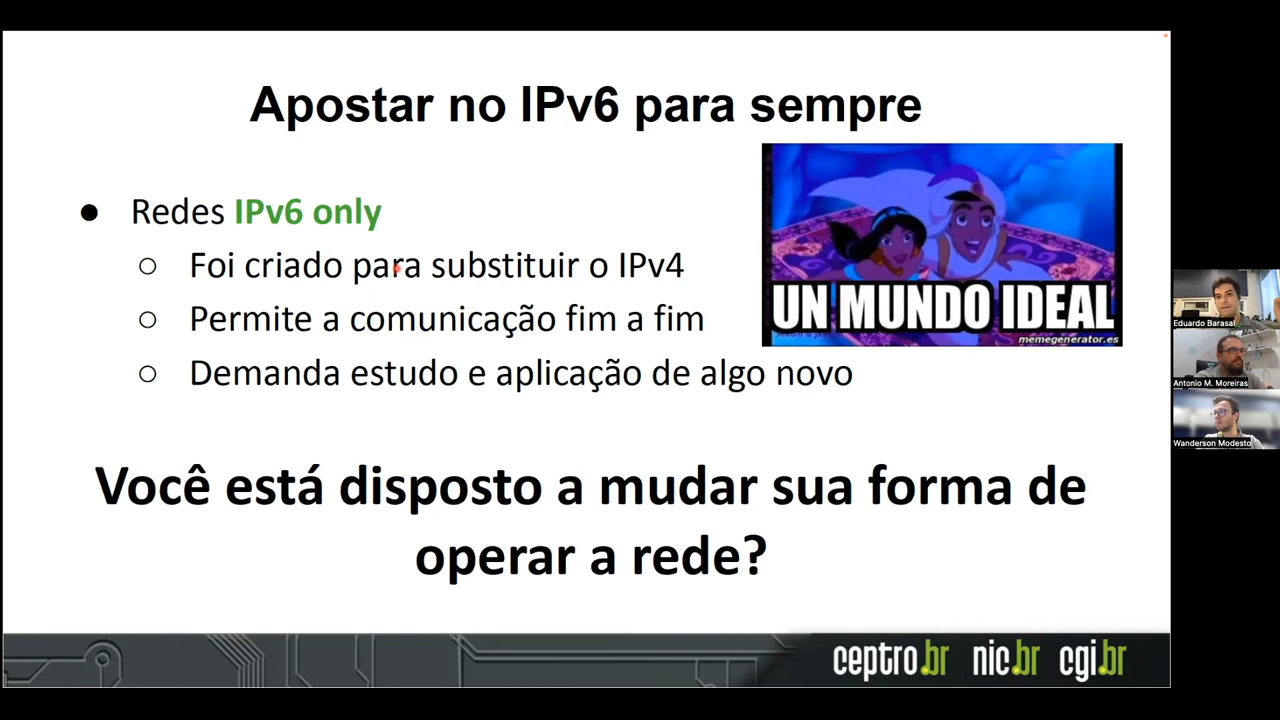 Apostar no IPv6 para sempre
● Redes IPv6 only
○ Foi criado para substituir o IPv4
○ Permite a comunicação fim a fim
○ Demanda estudo e aplicação de algo novo
UN MUNDO IDEAL
memegenerator.es
Você está disposto a mudar sua forma de
operar a rede?
ceptro.br nic.br cgi.br
Eduardo Barasal
Antonio M. Moreiras
Wanderson Modesto